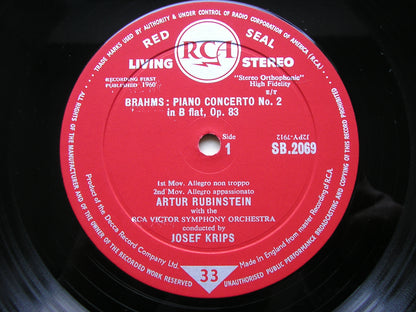 TRADE MARKS USED BY AUTHORITY & UNDER CONTROL OF RADIO CORPORATION OF AMERICA (R.C.A.)
RED SEAL
RCA
LIVING STEREO
RECORDING FIRST
PUBLISHED 1960
"Stereo Orthophonic"
High Fidelity
E/T
BRAHMS: PIANO CONCERTO No. 2
in B flat, Op. 83
Side
1
J2PY-7912
SB.2069
1st Mov. Allegro non troppo
2nd Mov. Allegro appassionato
ARTUR RUBINSTEIN
with the
RCA VICTOR SYMPHONY ORCHESTRA
conducted by
JOSEF KRIPS
Product of the Decca Record Company Ltd.
Made in England from master Recording of R.C.A.
33
ALL RIGHTS OF THE MANUFACTURER AND OF THE OWNER OF THE RECORDED WORK RESERVED
UNAUTHORISED PUBLIC PERFORMANCE BROADCASTING AND COPYING OF THIS RECORD PROHIBITED